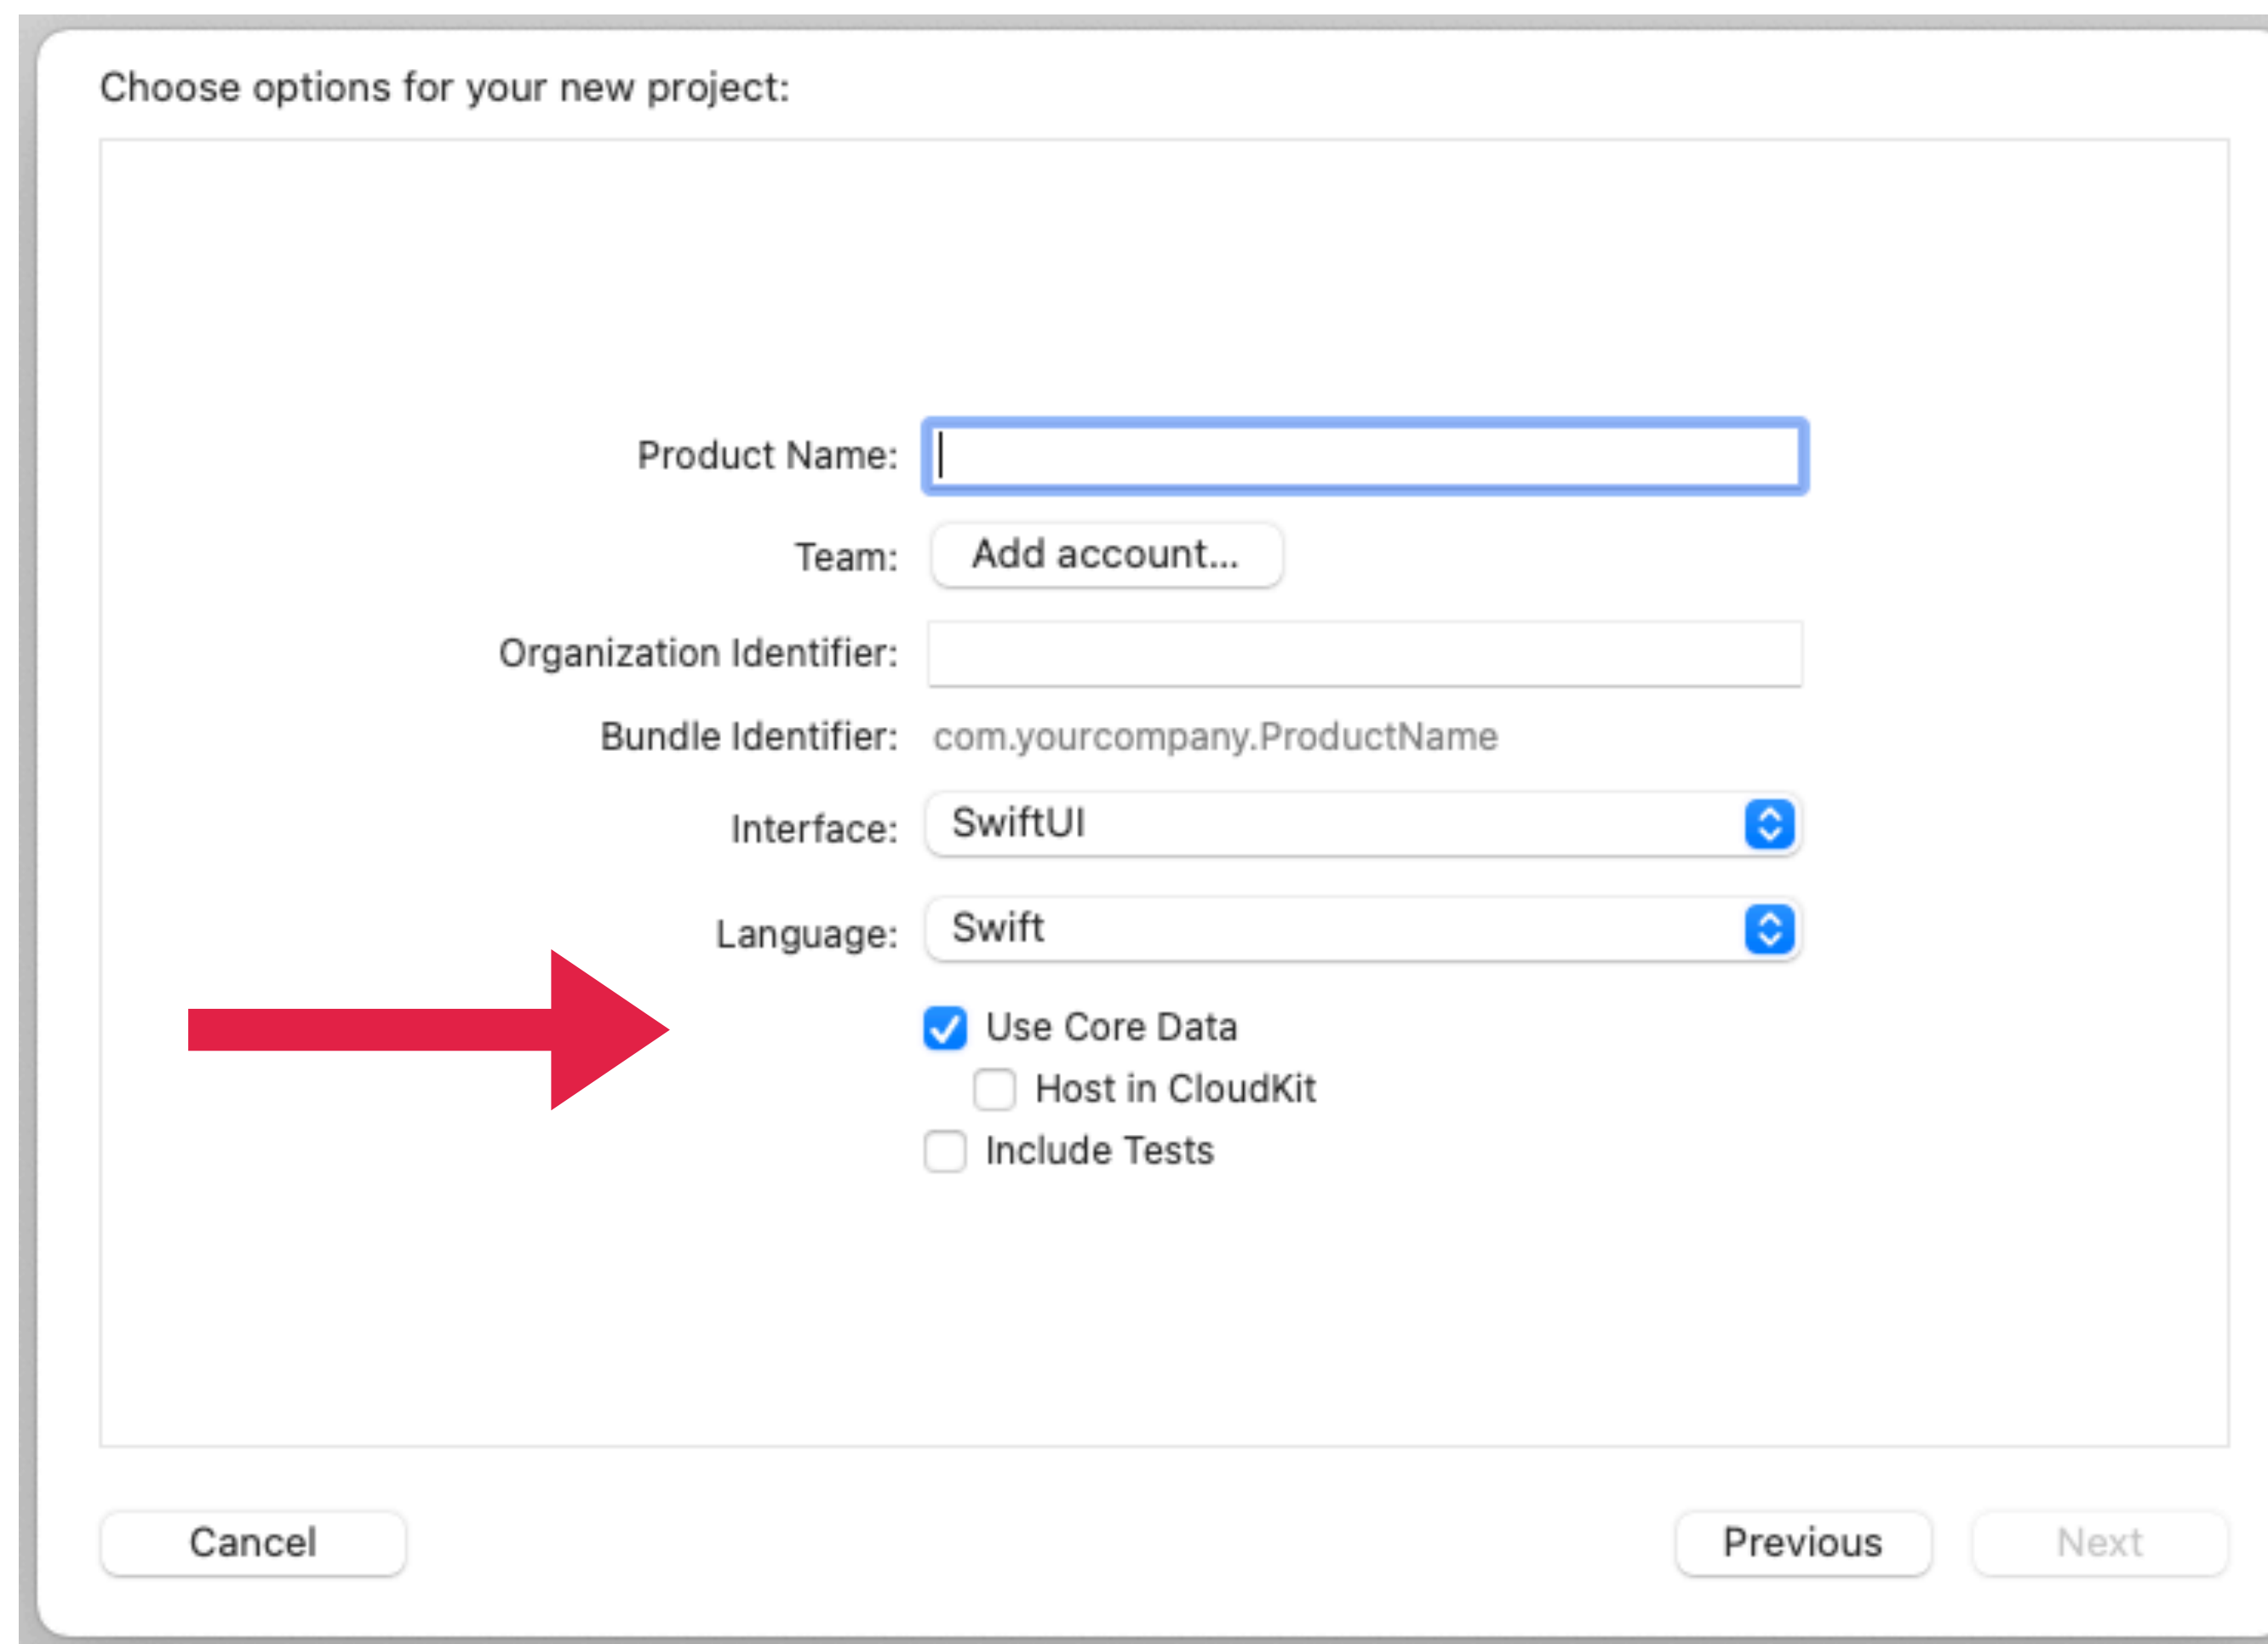 Choose options for your new project:
Product Name:
Team: Add account...
Organization Identifier:
Bundle Identifier: com.yourcompany.ProductName
Interface: SwiftUI
Language: Swift
Use Core Data
Host in CloudKit
Include Tests
Cancel Previous Next